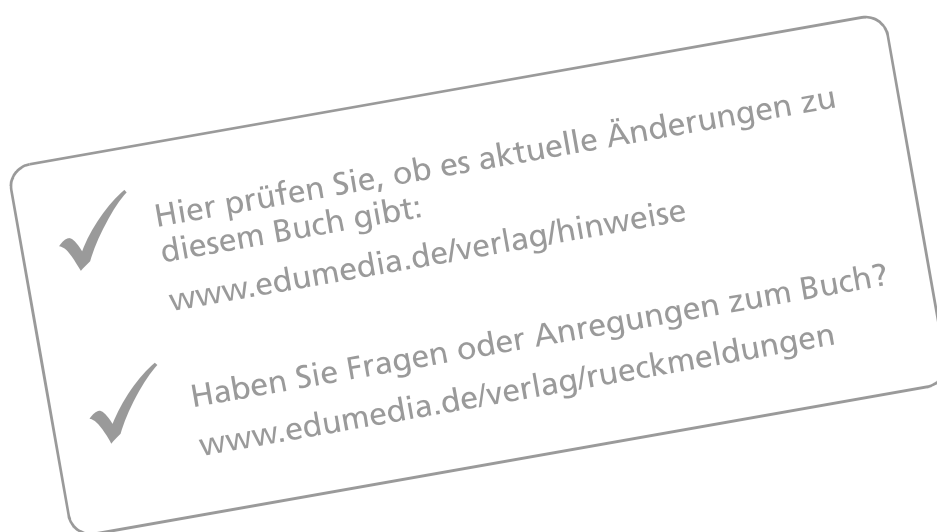 Hier prüfen Sie, ob es aktuelle Änderungen zu
diesem Buch gibt:
www.edumedia.de/verlag/hinweise
Haben Sie Fragen oder Anregungen zum Buch?
www.edumedia.de/verlag/rueckmeldungen